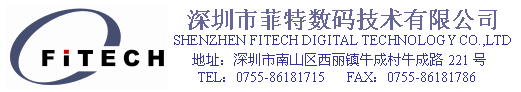 FiTECH
深圳市菲特数码技术有限公司
SHENZHEN FITECH DIGITAL TECHNOLOGY CO.,LTD
地址：深圳市南山区西丽镇牛成村牛成路 221 号
TEL：0755-86181715 FAX：0755-86181786